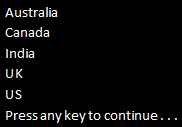 Australia
Canada
India
UK
US
Press any key to continue . . .